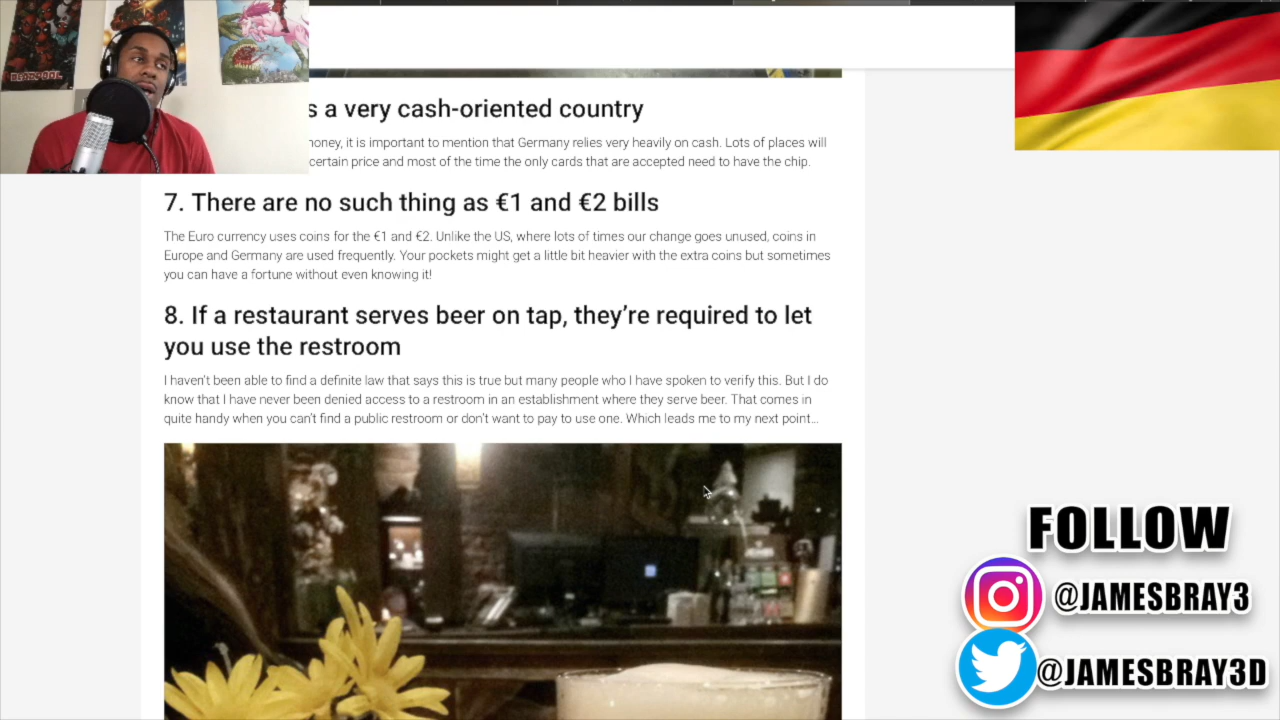 DEADPOOL
s a very cash-oriented country
noney, it is important to mention that Germany relies very heavily on cash. Lots of places will
certain price and most of the time the only cards that are accepted need to have the chip.
7. There are no such thing as €1 and €2 bills
The Euro currency uses coins for the €1 and €2. Unlike the US, where lots of times our change goes unused, coins in
Europe and Germany are used frequently. Your pockets might get a little bit heavier with the extra coins but sometimes
you can have a fortune without even knowing it!
8. If a restaurant serves beer on tap, they’re required to let
you use the restroom
I haven’t been able to find a definite law that says this is true but many people who I have spoken to verify this. But I do
know that I have never been denied access to a restroom in an establishment where they serve beer. That comes in
quite handy when you can’t find a public restroom or don’t want to pay to use one. Which leads me to my next point…
FOLLOW
@JAMESBRAY3
@JAMESBRAY3D